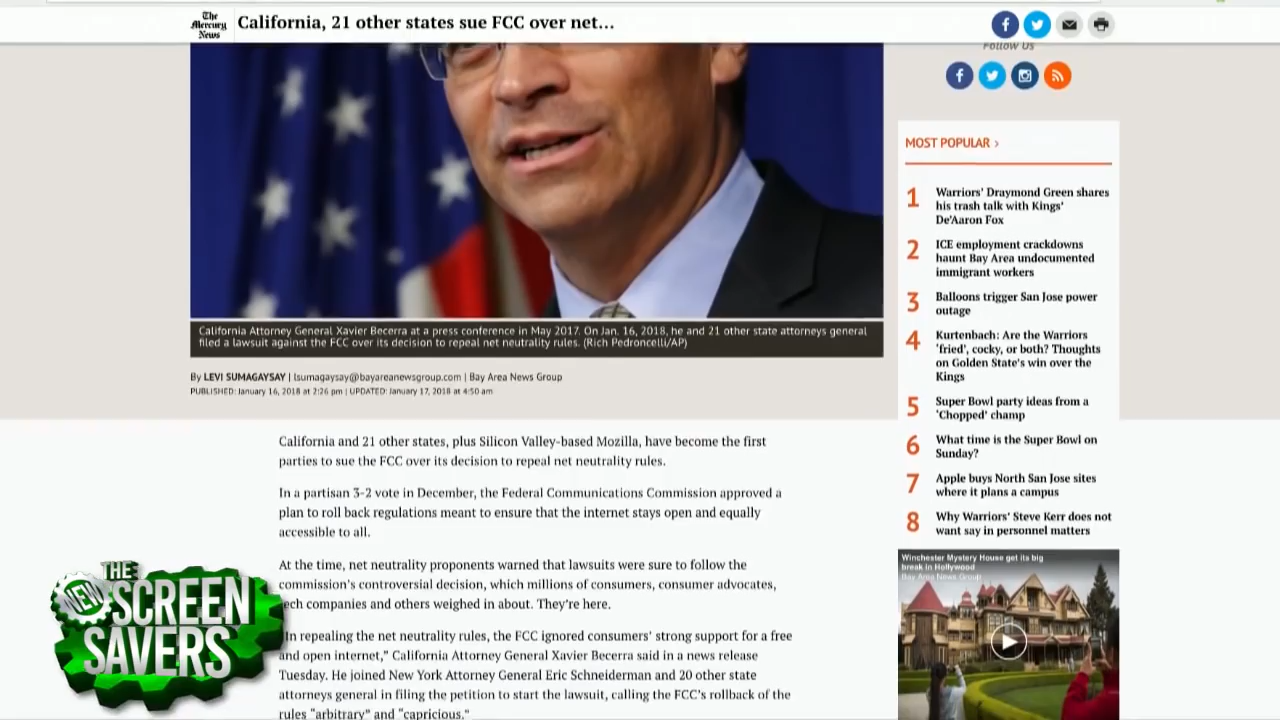 The
Mercury
News
California, 21 other states sue FCC over net...
Follow Us
MOST POPULAR >
1 Warriors' Draymond Green shares
his trash talk with Kings'
De'Aaron Fox
2 ICE employment crackdowns
haunt Bay Area undocumented
immigrant workers
3 Balloons trigger San Jose power
outage
4 Kurtenbach: Are the Warriors
'fried', cocky, or both? Thoughts
on Golden State's win over the
Kings
5 Super Bowl party ideas from a
'Chopped' champ
6 What time is the Super Bowl on
Sunday?
7 Apple buys North San Jose sites
where it plans a campus
8 Why Warriors' Steve Kerr does not
want say in personnel matters
Winchester Mystery House get its big
break in Hollywood
Bay Area News Group
California Attorney General Xavier Becerra at a press conference in May 2017. On Jan. 16, 2018, he and 21 other state attorneys general
filed a lawsuit against the FCC over its decision to repeal net neutrality rules. (Rich Pedroncelli/AP)
By LEVI SUMAGAYSAY | lsumagaysay@bayareanewsgroup.com | Bay Area News Group
PUBLISHED: January 16, 2018 at 2:26 pm | UPDATED: January 17, 2018 at 4:50 am
California and 21 other states, plus Silicon Valley-based Mozilla, have become the first
parties to sue the FCC over its decision to repeal net neutrality rules.
In a partisan 3-2 vote in December, the Federal Communications Commission approved a
plan to roll back regulations meant to ensure that the internet stays open and equally
accessible to all.
At the time, net neutrality proponents warned that lawsuits were sure to follow the
commission's controversial decision, which millions of consumers, consumer advocates,
ech companies and others weighed in about. They're here.
In repealing the net neutrality rules, the FCC ignored consumers' strong support for a free
and open internet," California Attorney General Xavier Becerra said in a news release
Tuesday. He joined New York Attorney General Eric Schneiderman and 20 other state
attorneys general in filing the petition to start the lawsuit, calling the FCC's rollback of the
rules "arbitrary" and "capricious."
THE
NEW SCREEN
SAVERS